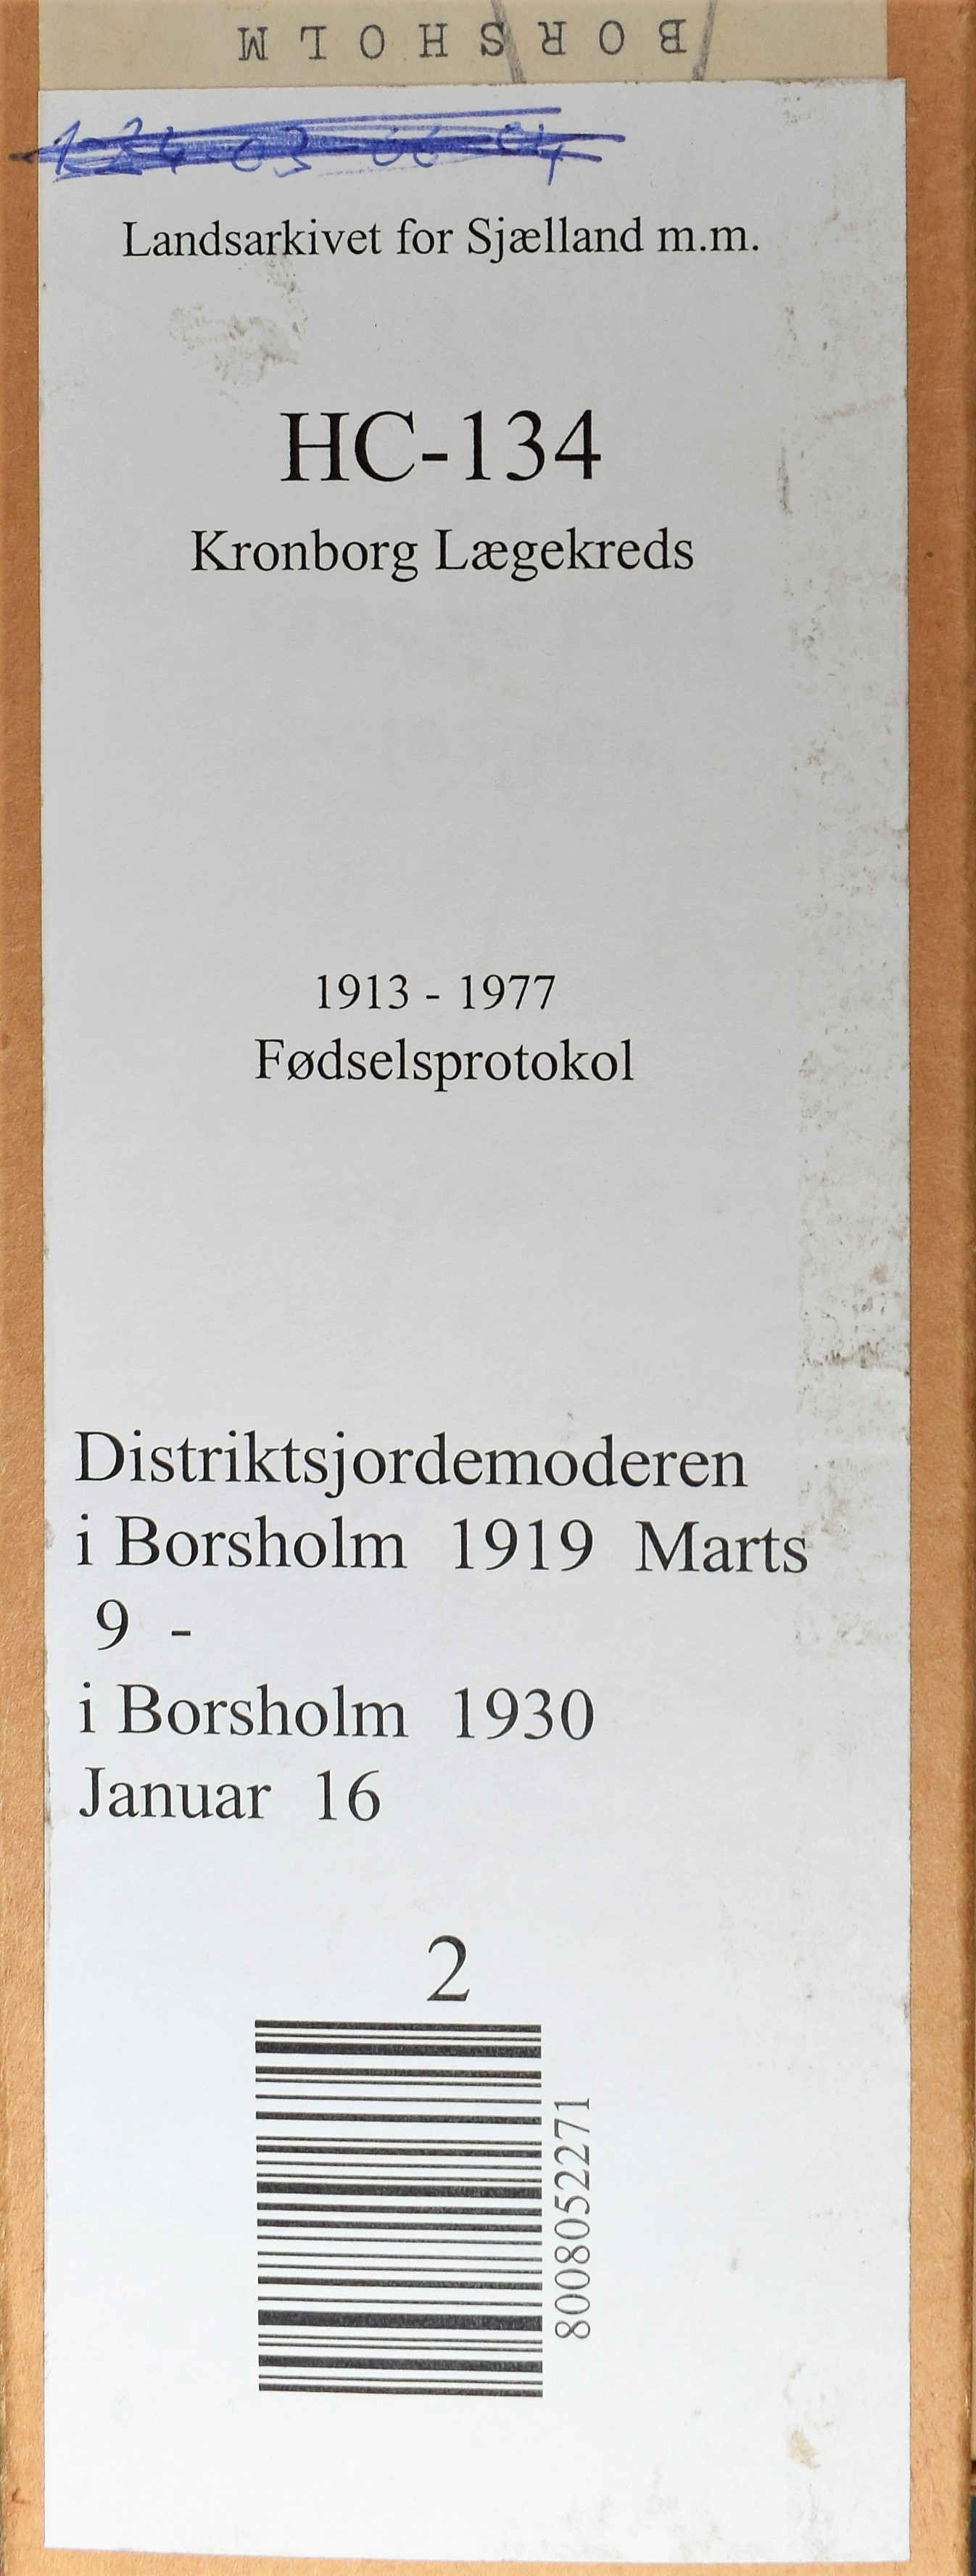 BORSHOLM
Landsarkivet for Sjælland m.m.
HC-134
Kronborg Lægekreds
1913 - 1977
Fødselsprotokol
Distriktsjordemoderen
i Borsholm 1919 Marts
9 -
i Borsholm 1930
Januar 16
2
8008052271